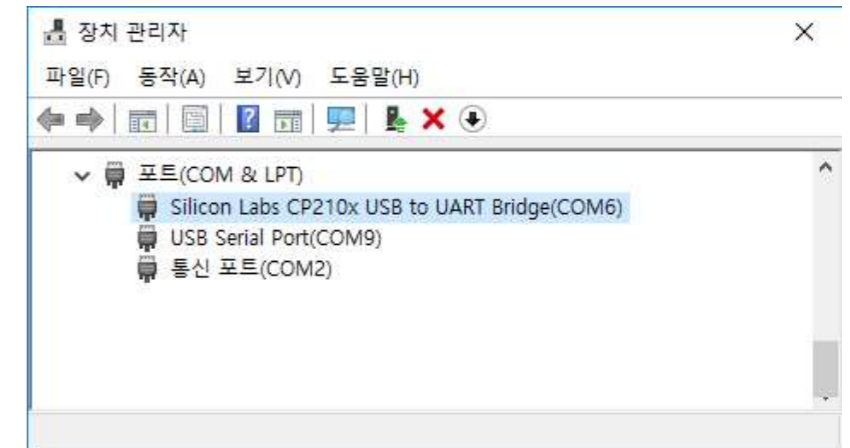 장치 관리자
파일(F) 동작(A) 보기(V) 도움말(H)
포트(COM & LPT)
Silicon Labs CP210x USB to UART Bridge(COM6)
USB Serial Port(COM9)
통신 포트(COM2)